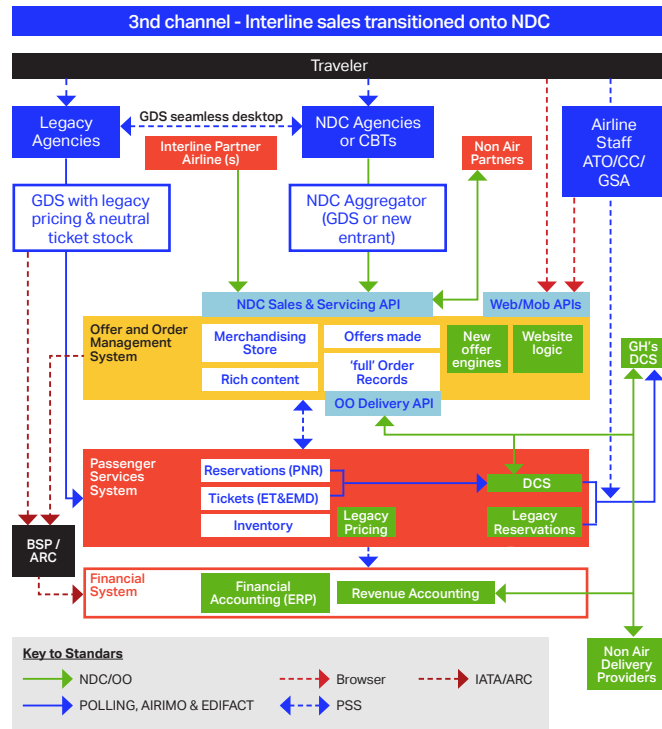 3nd channel - Interline sales transitioned onto NDC
Traveler
Legacy
Agencies
GDS seamless desktop
NDC Agencies
or CBTs
Interline Partner
Airline (s)
Non Air
Partners
Airline
Staff
ATO/CC/
GSA
GDS with legacy
pricing & neutral
ticket stock
NDC Aggregator
(GDS or new
entrant)
NDC Sales & Servicing API
Web/Mob APIs
Offer and Order
Management
System
Merchandising
Store
Offers made
New
offer
engines
Website
logic
Rich content
'full' Order
Records
GH's
DCS
OO Delivery API
Passenger
Services
System
Reservations (PNR)
Tickets (ET&EMD)
Inventory
Legacy
Pricing
DCS
Legacy
Reservations
BSP /
ARC
Financial
System
Financial
Accounting (ERP)
Revenue Accounting
Non Air
Delivery
Providers
Key to Standars
NDC/OO
Browser
IATA/ARC
POLLING, AIRIMO & EDIFACT
PSS